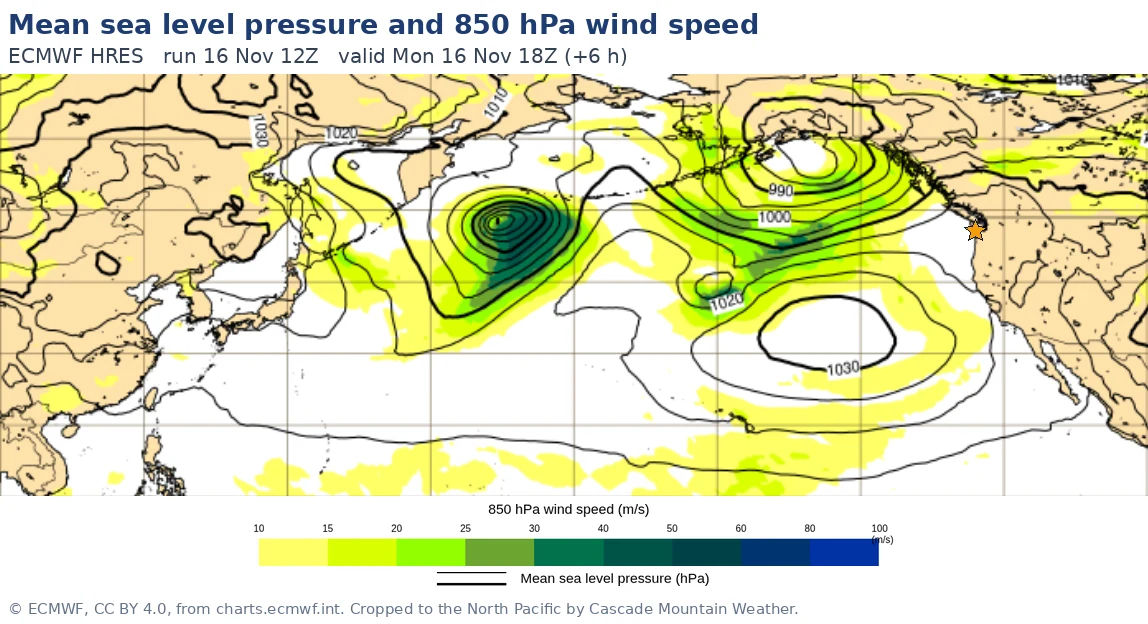 Mean sea level pressure and 850 hPa wind speed
ECMWF HRES run 16 Nov 12Z valid Mon 16 Nov 18Z (+6 h)
1010
1010
1030
1020
990
1000
1020
1030
850 hPa wind speed (m/s)
10 15 20 25 30 40 50 60 80 100
(m/s)
Mean sea level pressure (hPa)
© ECMWF, CC BY 4.0, from charts.ecmwf.int. Cropped to the North Pacific by Cascade Mountain Weather.